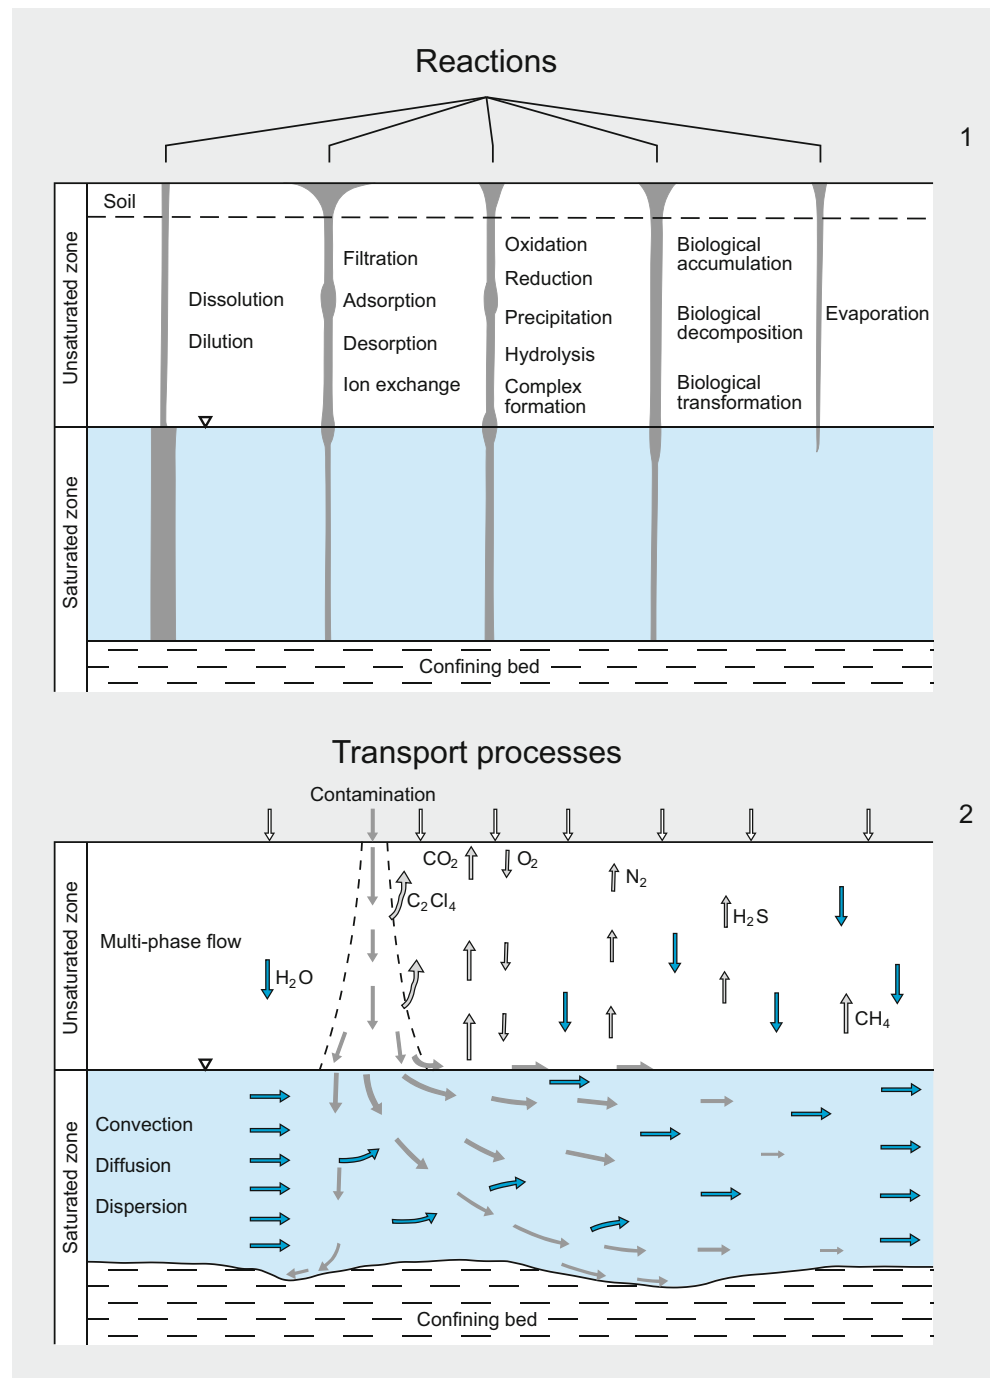 Reactions
1
Soil
Unsaturated zone
Dissolution
Dilution
Filtration
Adsorption
Desorption
Ion exchange
Oxidation
Reduction
Precipitation
Hydrolysis
Complex
formation
Biological
accumulation
Biological
decomposition
Biological
transformation
Evaporation
Saturated zone
Confining bed
Transport processes
Contamination
2
Unsaturated zone
CO₂
O₂
C₂Cl₄
N₂
H₂S
Multi-phase flow
H₂O
CH₄
Saturated zone
Convection
Diffusion
Dispersion
Confining bed